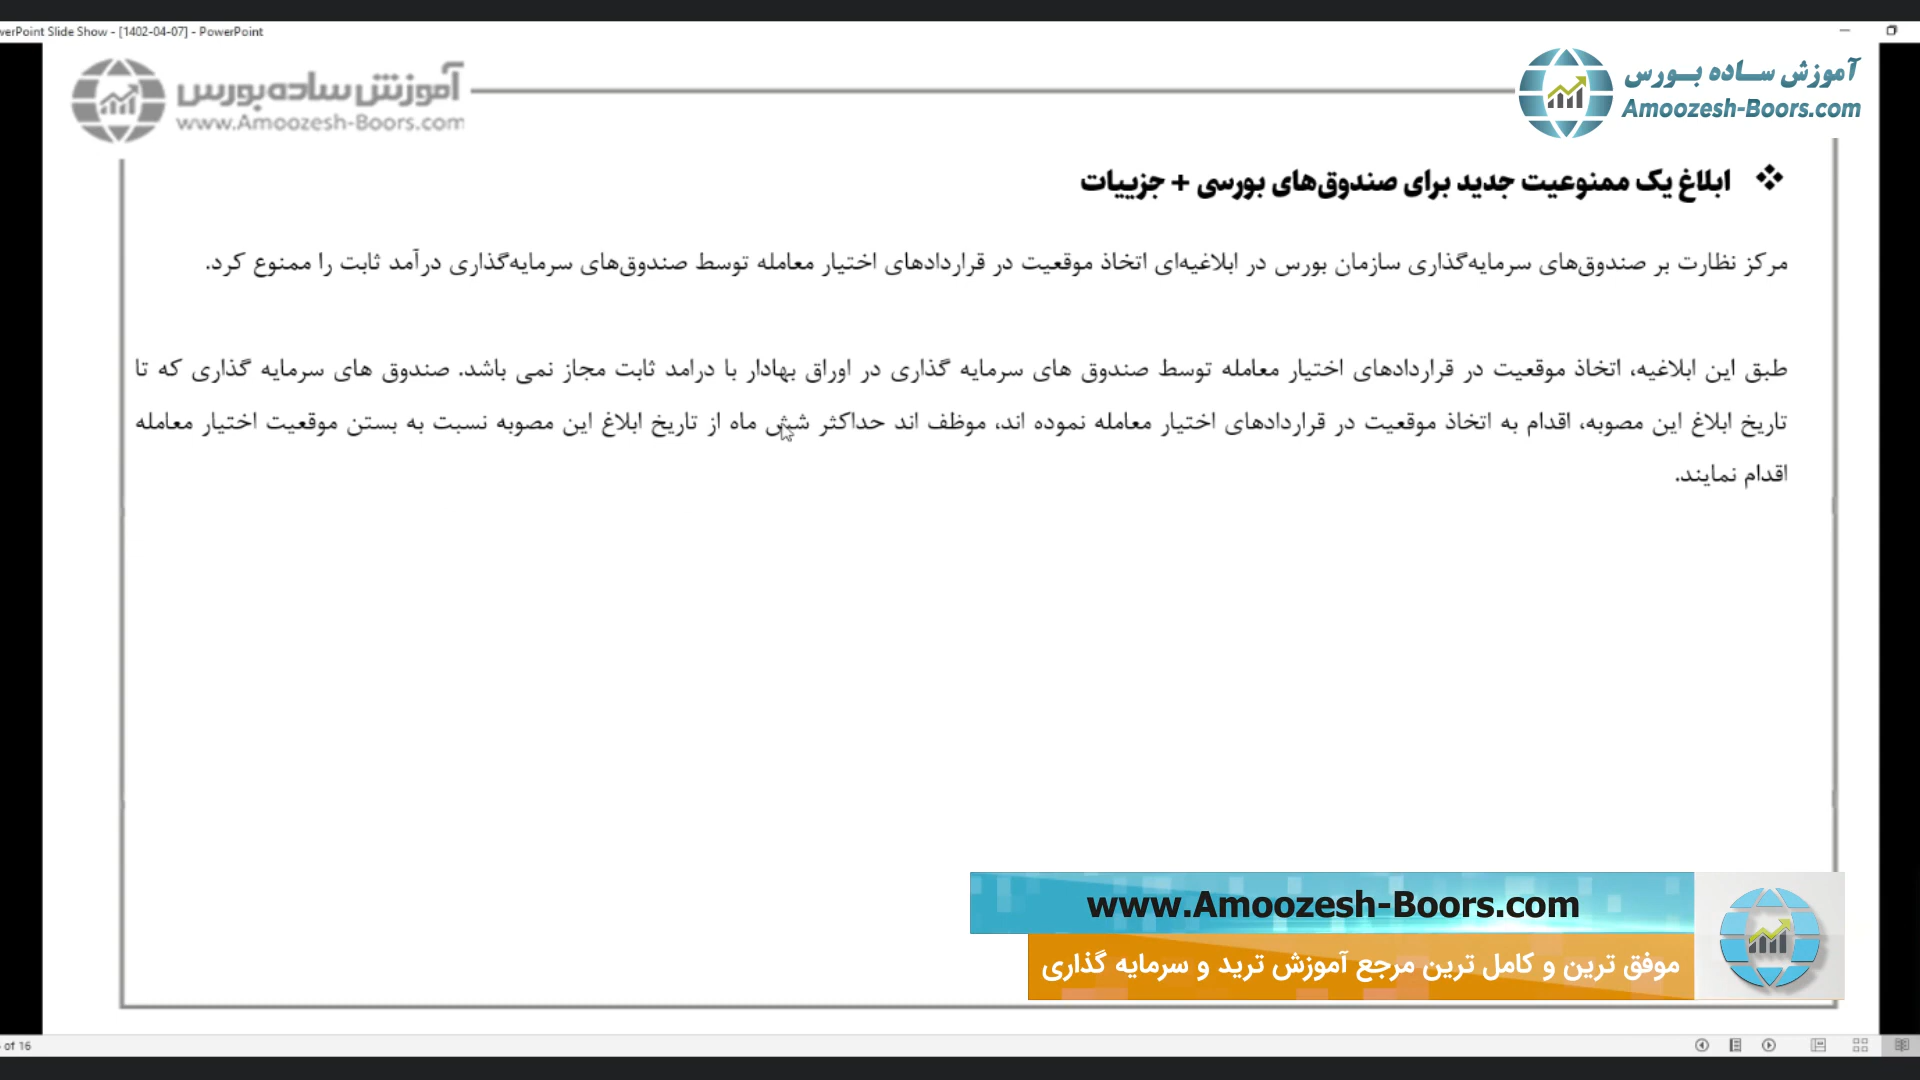 verPoint Slide Show - [1402-04-07] - PowerPoint
آموزش ساده بورس
www.Amoozesh-Boors.com
آموزش ســاده بــورس
Amoozesh-Boors.com
❖ ابلاغ یک ممنوعیت جدید برای صندوق‌های بورسی + جزییات
مرکز نظارت بر صندوق‌های سرمایه‌گذاری سازمان بورس در ابلاغیه‌ای اتخاذ موقعیت در قراردادهای اختیار معامله توسط صندوق‌های سرمایه‌گذاری درآمد ثابت را ممنوع کرد.
طبق این ابلاغیه، اتخاذ موقعیت در قراردادهای اختیار معامله توسط صندوق های سرمایه گذاری در اوراق بهادار با درامد ثابت مجاز نمی باشد. صندوق های سرمایه گذاری که تا
تاریخ ابلاغ این مصوبه، اقدام به اتخاذ موقعیت در قراردادهای اختیار معامله نموده اند، موظف اند حداکثر شش ماه از تاریخ ابلاغ این مصوبه نسبت به بستن موقعیت اختیار معامله
اقدام نمایند.
www.Amoozesh-Boors.com
موفق ترین و کامل ترین مرجع آموزش ترید و سرمایه گذاری
of 16